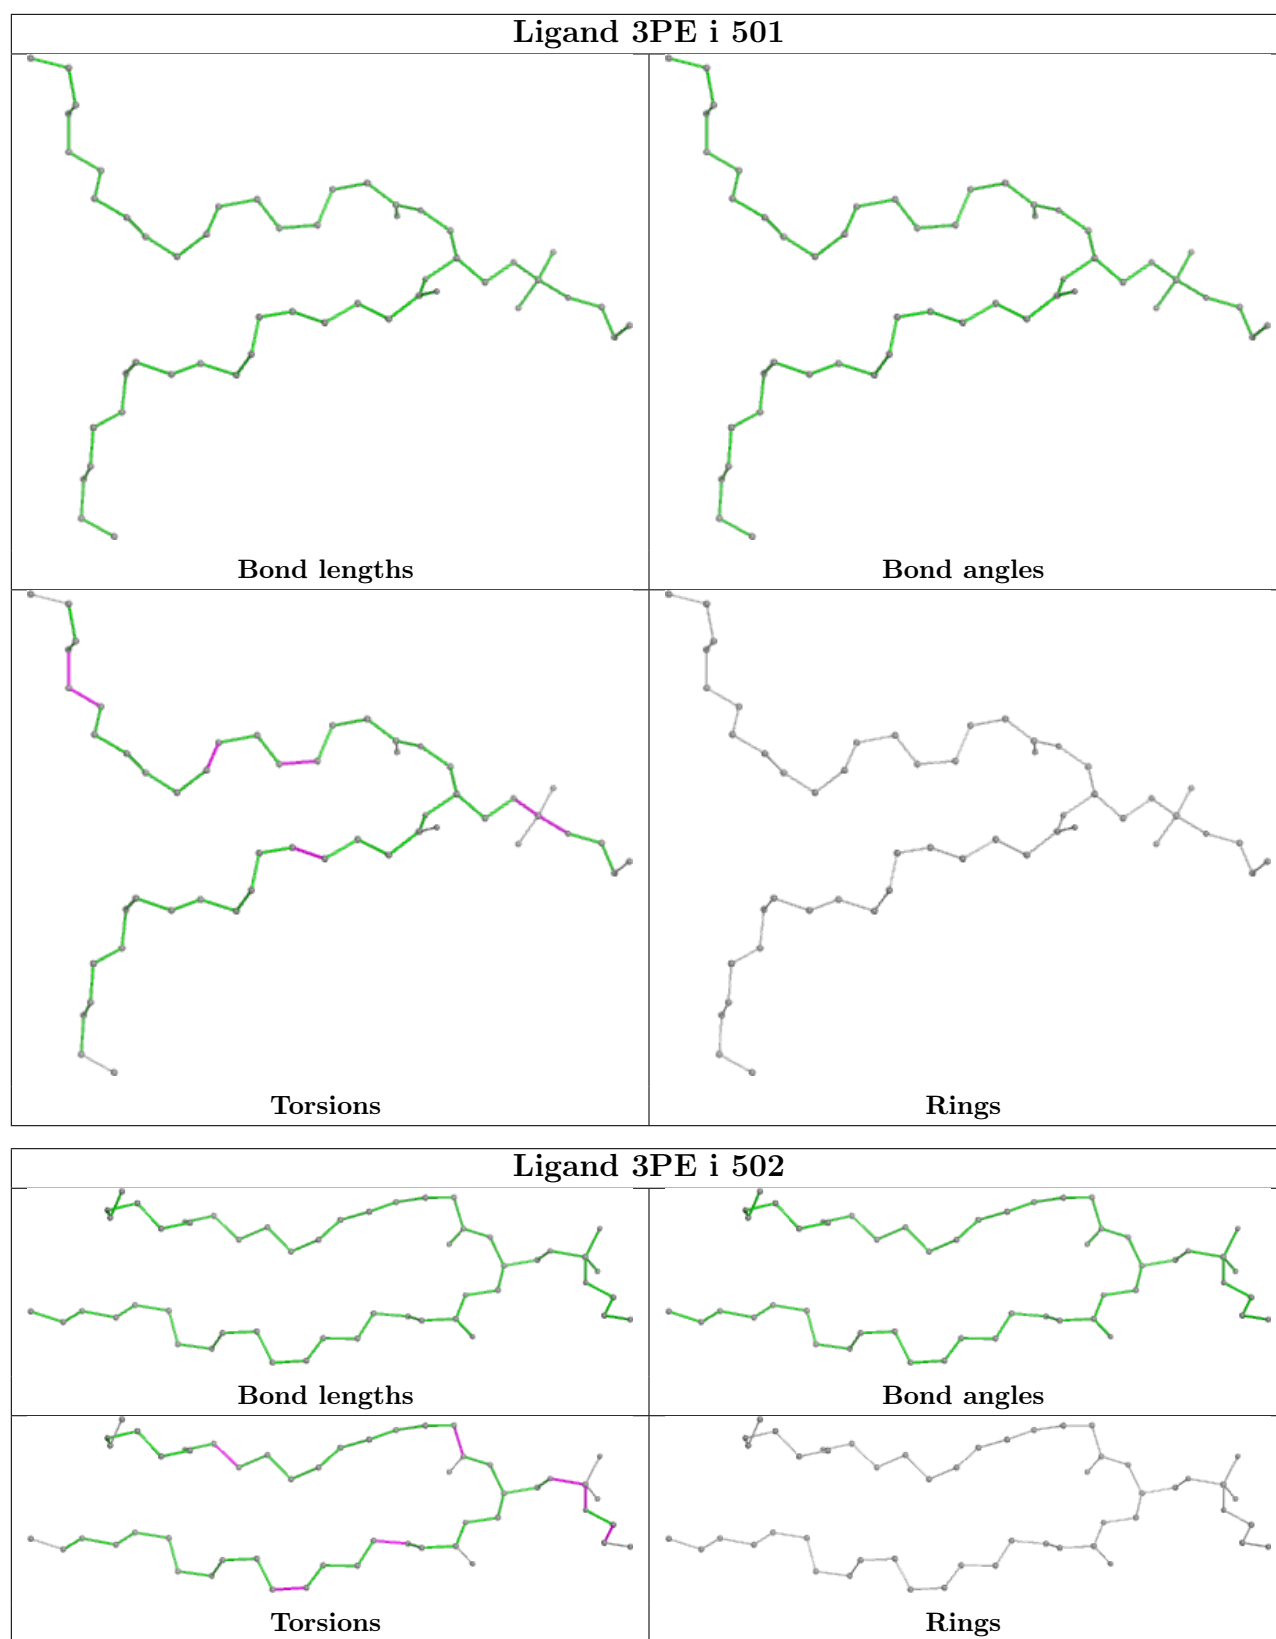 Ligand 3PE i 501
Bond lengths
Bond angles
Torsions
Rings
Ligand 3PE i 502
Bond lengths
Bond angles
Torsions
Rings